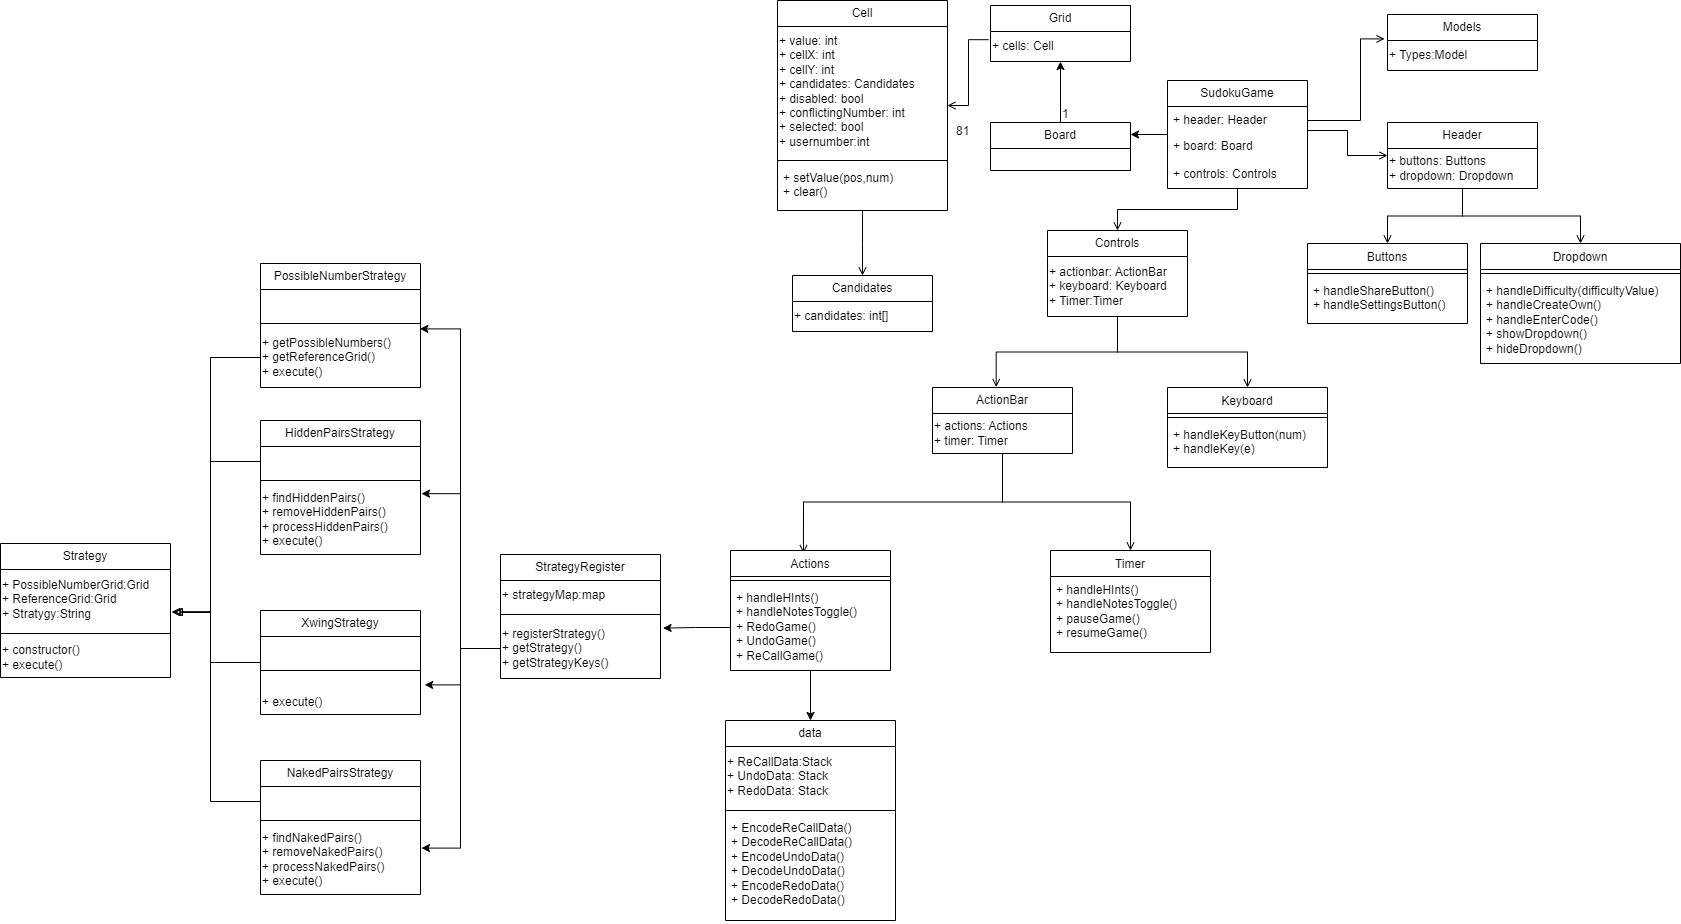 Cell
+ value: int
+ cellX: int
+ cellY: int
+ candidates: Candidates
+ disabled: bool
+ conflictingNumber: int
+ selected: bool
+ usernumber:int
+ setValue(pos,num)
+ clear()
Grid
+ cells: Cell
81
1
Board
SudokuGame
+ header: Header
+ board: Board
+ controls: Controls
Models
+ Types:Model
Header
+ buttons: Buttons
+ dropdown: Dropdown
Buttons
+ handleShareButton()
+ handleSettingsButton()
Dropdown
+ handleDifficulty(difficultyValue)
+ handleCreateOwn()
+ handleEnterCode()
+ showDropdown()
+ hideDropdown()
Controls
+ actionbar: ActionBar
+ keyboard: Keyboard
+ Timer:Timer
Candidates
+ candidates: int[]
ActionBar
+ actions: Actions
+ timer: Timer
Keyboard
+ handleKeyButton(num)
+ handleKey(e)
PossibleNumberStrategy
+ getPossibleNumbers()
+ getReferenceGrid()
+ execute()
HiddenPairsStrategy
+ findHiddenPairs()
+ removeHiddenPairs()
+ processHiddenPairs()
+ execute()
Strategy
+ PossibleNumberGrid:Grid
+ ReferenceGrid:Grid
+ Stratygy:String
+ constructor()
+ execute()
XwingStrategy
+ execute()
NakedPairsStrategy
+ findNakedPairs()
+ removeNakedPairs()
+ processNakedPairs()
+ execute()
StrategyRegister
+ strategyMap:map
+ registerStrategy()
+ getStrategy()
+ getStrategyKeys()
Actions
+ handleHInts()
+ handleNotesToggle()
+ RedoGame()
+ UndoGame()
+ ReCallGame()
Timer
+ handleHInts()
+ handleNotesToggle()
+ pauseGame()
+ resumeGame()
data
+ ReCallData:Stack
+ UndoData: Stack
+ RedoData: Stack
+ EncodeReCallData()
+ DecodeReCallData()
+ EncodeUndoData()
+ DecodeUndoData()
+ EncodeRedoData()
+ DecodeRedoData()